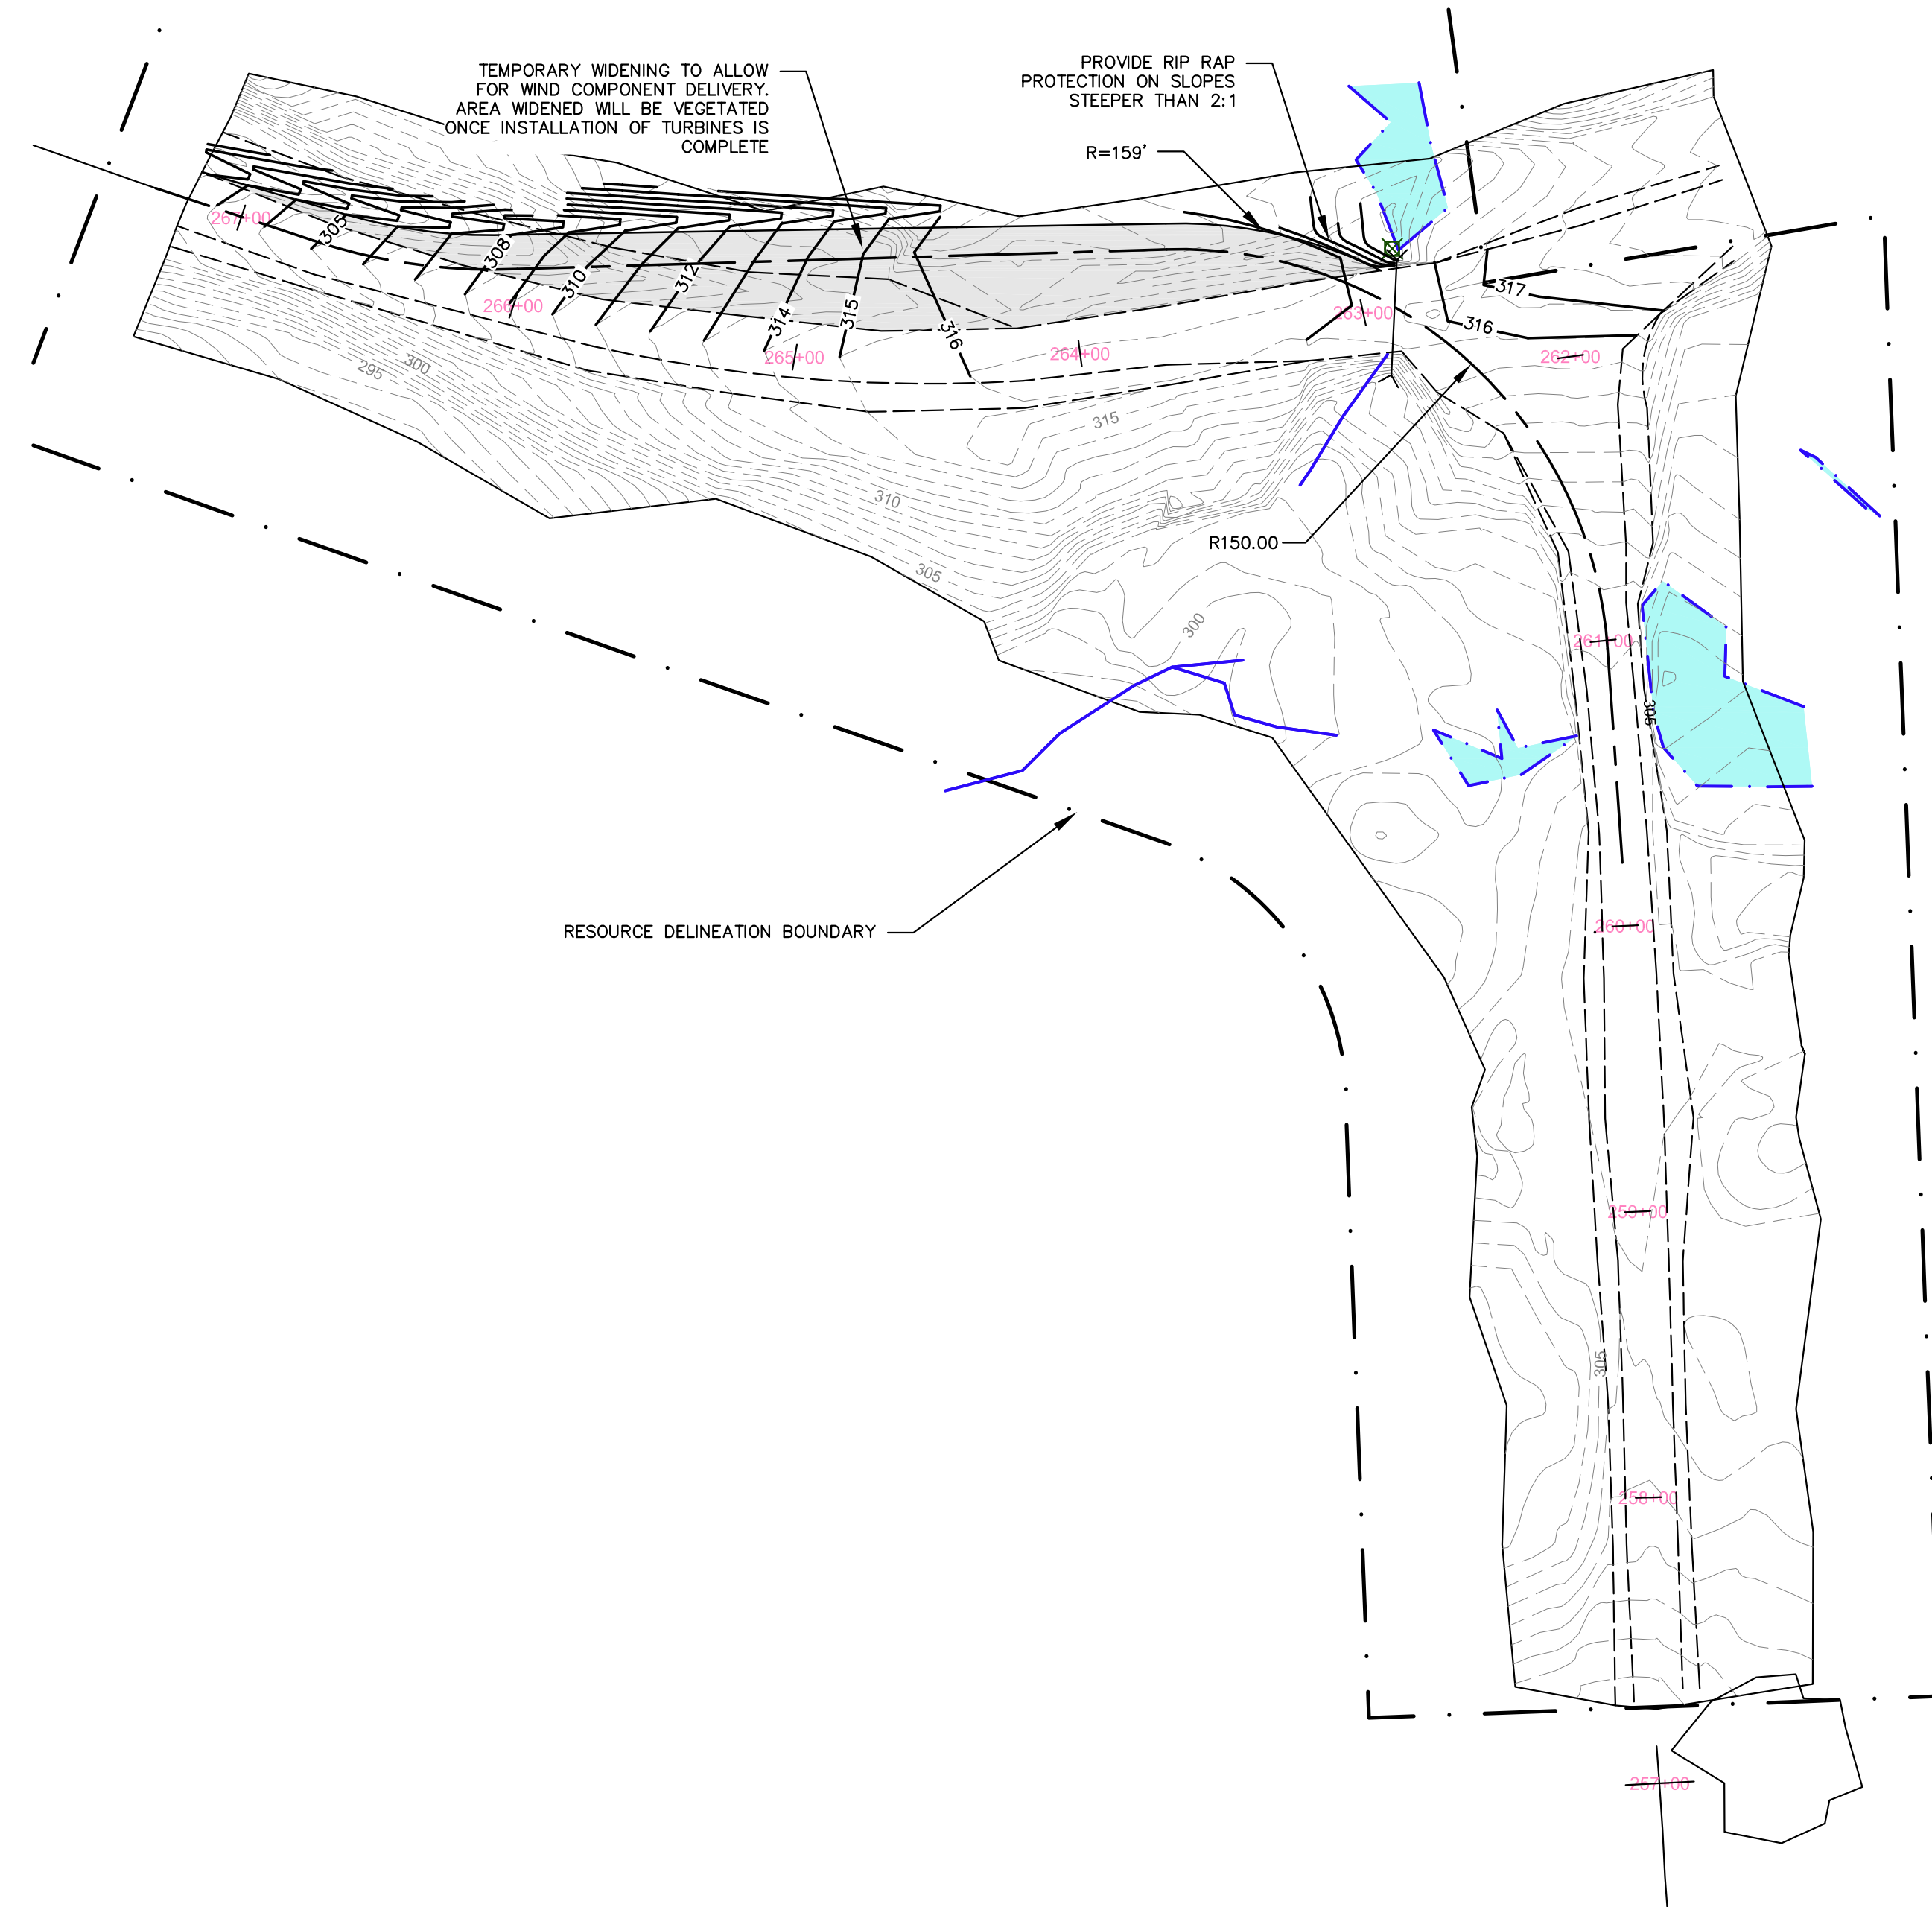 TEMPORARY WIDENING TO ALLOW
FOR WIND COMPONENT DELIVERY.
AREA WIDENED WILL BE VEGETATED
ONCE INSTALLATION OF TURBINES IS
COMPLETE
PROVIDE RIP RAP
PROTECTION ON SLOPES
STEEPER THAN 2:1
R=159'
267+00
305
308
310
312
314
315
316
266+00
265+00
264+00
263+00
262+00
317
316
295
300
315
310
305
300
R150.00
261+00
305
RESOURCE DELINEATION BOUNDARY
260+00
259+00
305
258+00
257+00